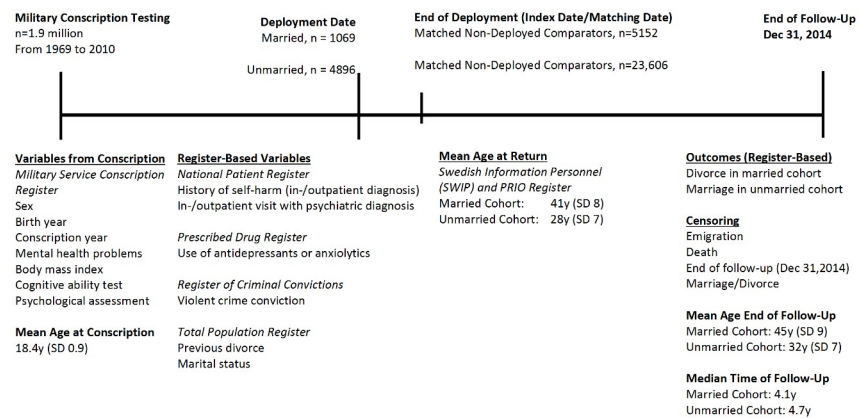 Military Conscription Testing
n=1.9 million
From 1969 to 2010
Deployment Date
Married, n = 1069
Unmarried, n = 4896
End of Deployment (Index Date/Matching Date)
Matched Non-Deployed Comparators, n=5152
Matched Non-Deployed Comparators, n=23,606
End of Follow-Up
Dec 31, 2014
Variables from Conscription
Military Service Conscription
Register
Sex
Birth year
Conscription year
Mental health problems
Body mass index
Cognitive ability test
Psychological assessment
Mean Age at Conscription
18.4y (SD 0.9)
Register-Based Variables
National Patient Register
History of self-harm (in-/outpatient diagnosis)
In-/outpatient visit with psychiatric diagnosis
Prescribed Drug Register
Use of antidepressants or anxiolytics
Register of Criminal Convictions
Violent crime conviction
Total Population Register
Previous divorce
Marital status
Mean Age at Return
Swedish Information Personnel
(SWIP) and PRIO Register
Married Cohort: 41y (SD 8)
Unmarried Cohort: 28y (SD 7)
Outcomes (Register-Based)
Divorce in married cohort
Marriage in unmarried cohort
Censoring
Emigration
Death
End of follow-up (Dec 31,2014)
Marriage/Divorce
Mean Age End of Follow-Up
Married Cohort: 45y (SD 9)
Unmarried Cohort: 32y (SD 7)
Median Time of Follow-Up
Married Cohort: 4.1y
Unmarried Cohort: 4.7y